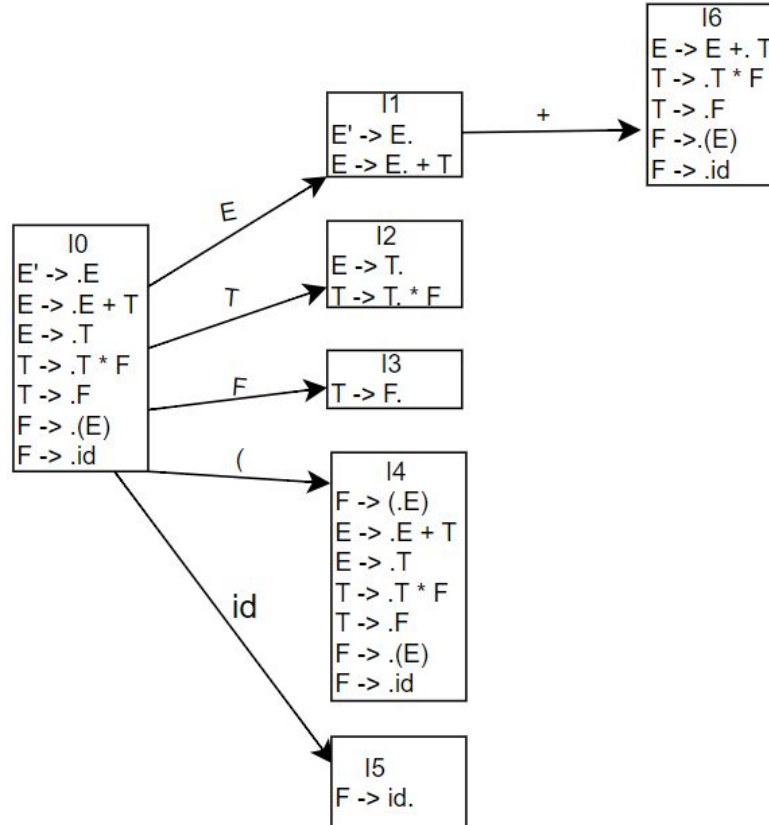 I6
E -> E +. T
T -> .T * F
T -> .F
F ->.(E)
F -> .id
I1
E' -> E.
E -> E. + T
+
E
I0
E' -> .E
E -> .E + T
E -> .T
T -> .T * F
T -> .F
F -> .(E)
F -> .id
T
I2
E -> T.
T -> T. * F
F
I3
T -> F.
(
I4
F -> (.E)
E -> .E + T
E -> .T
T -> .T * F
T -> .F
F -> .(E)
F -> .id
id
I5
F -> id.